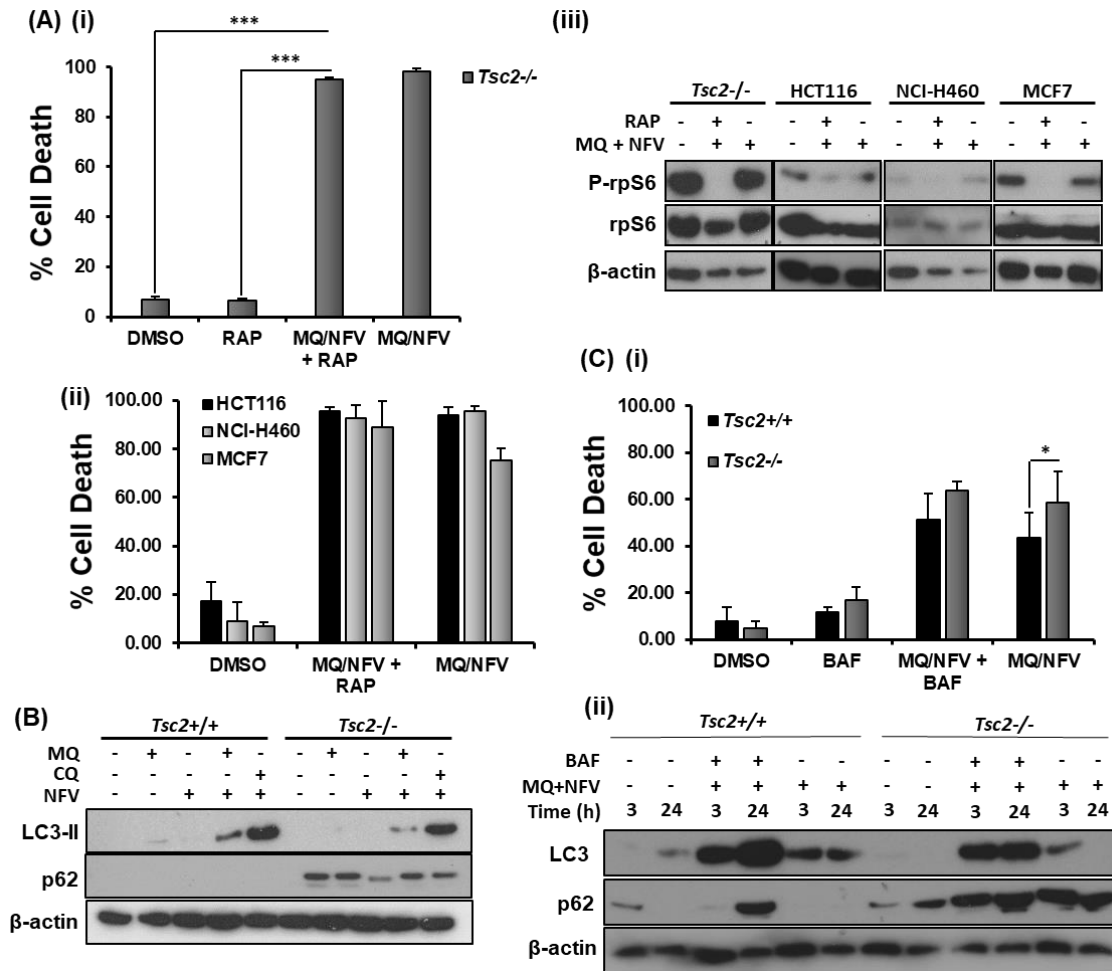 (A) (i)
***
***
% Cell Death
100
80
60
40
20
0
Tsc2-/-
DMSO RAP MQ/NFV + RAP MQ/NFV
(ii)
% Cell Death
100.00
80.00
60.00
40.00
20.00
0.00
HCT116
NCI-H460
MCF7
DMSO MQ/NFV + RAP MQ/NFV
(iii)
Tsc2-/- HCT116 NCI-H460 MCF7
RAP - + - - + - - + - - + -
MQ + NFV - + + - + + - + + - + +
P-rpS6
rpS6
β-actin
(B)
Tsc2+/+ Tsc2-/-
MQ - + - + - - + - + -
CQ - - - - + - - - - +
NFV - - + + + - - + + +
LC3-II
p62
β-actin
(C) (i)
% Cell Death
100.00
80.00
60.00
40.00
20.00
0.00
Tsc2+/+
Tsc2-/-
*
DMSO BAF MQ/NFV + BAF MQ/NFV
(ii)
Tsc2+/+ Tsc2-/-
BAF - - + + - - - - + + - -
MQ+NFV - - + + + + - - + + + +
Time (h) 3 24 3 24 3 24 3 24 3 24 3 24
LC3
p62
β-actin